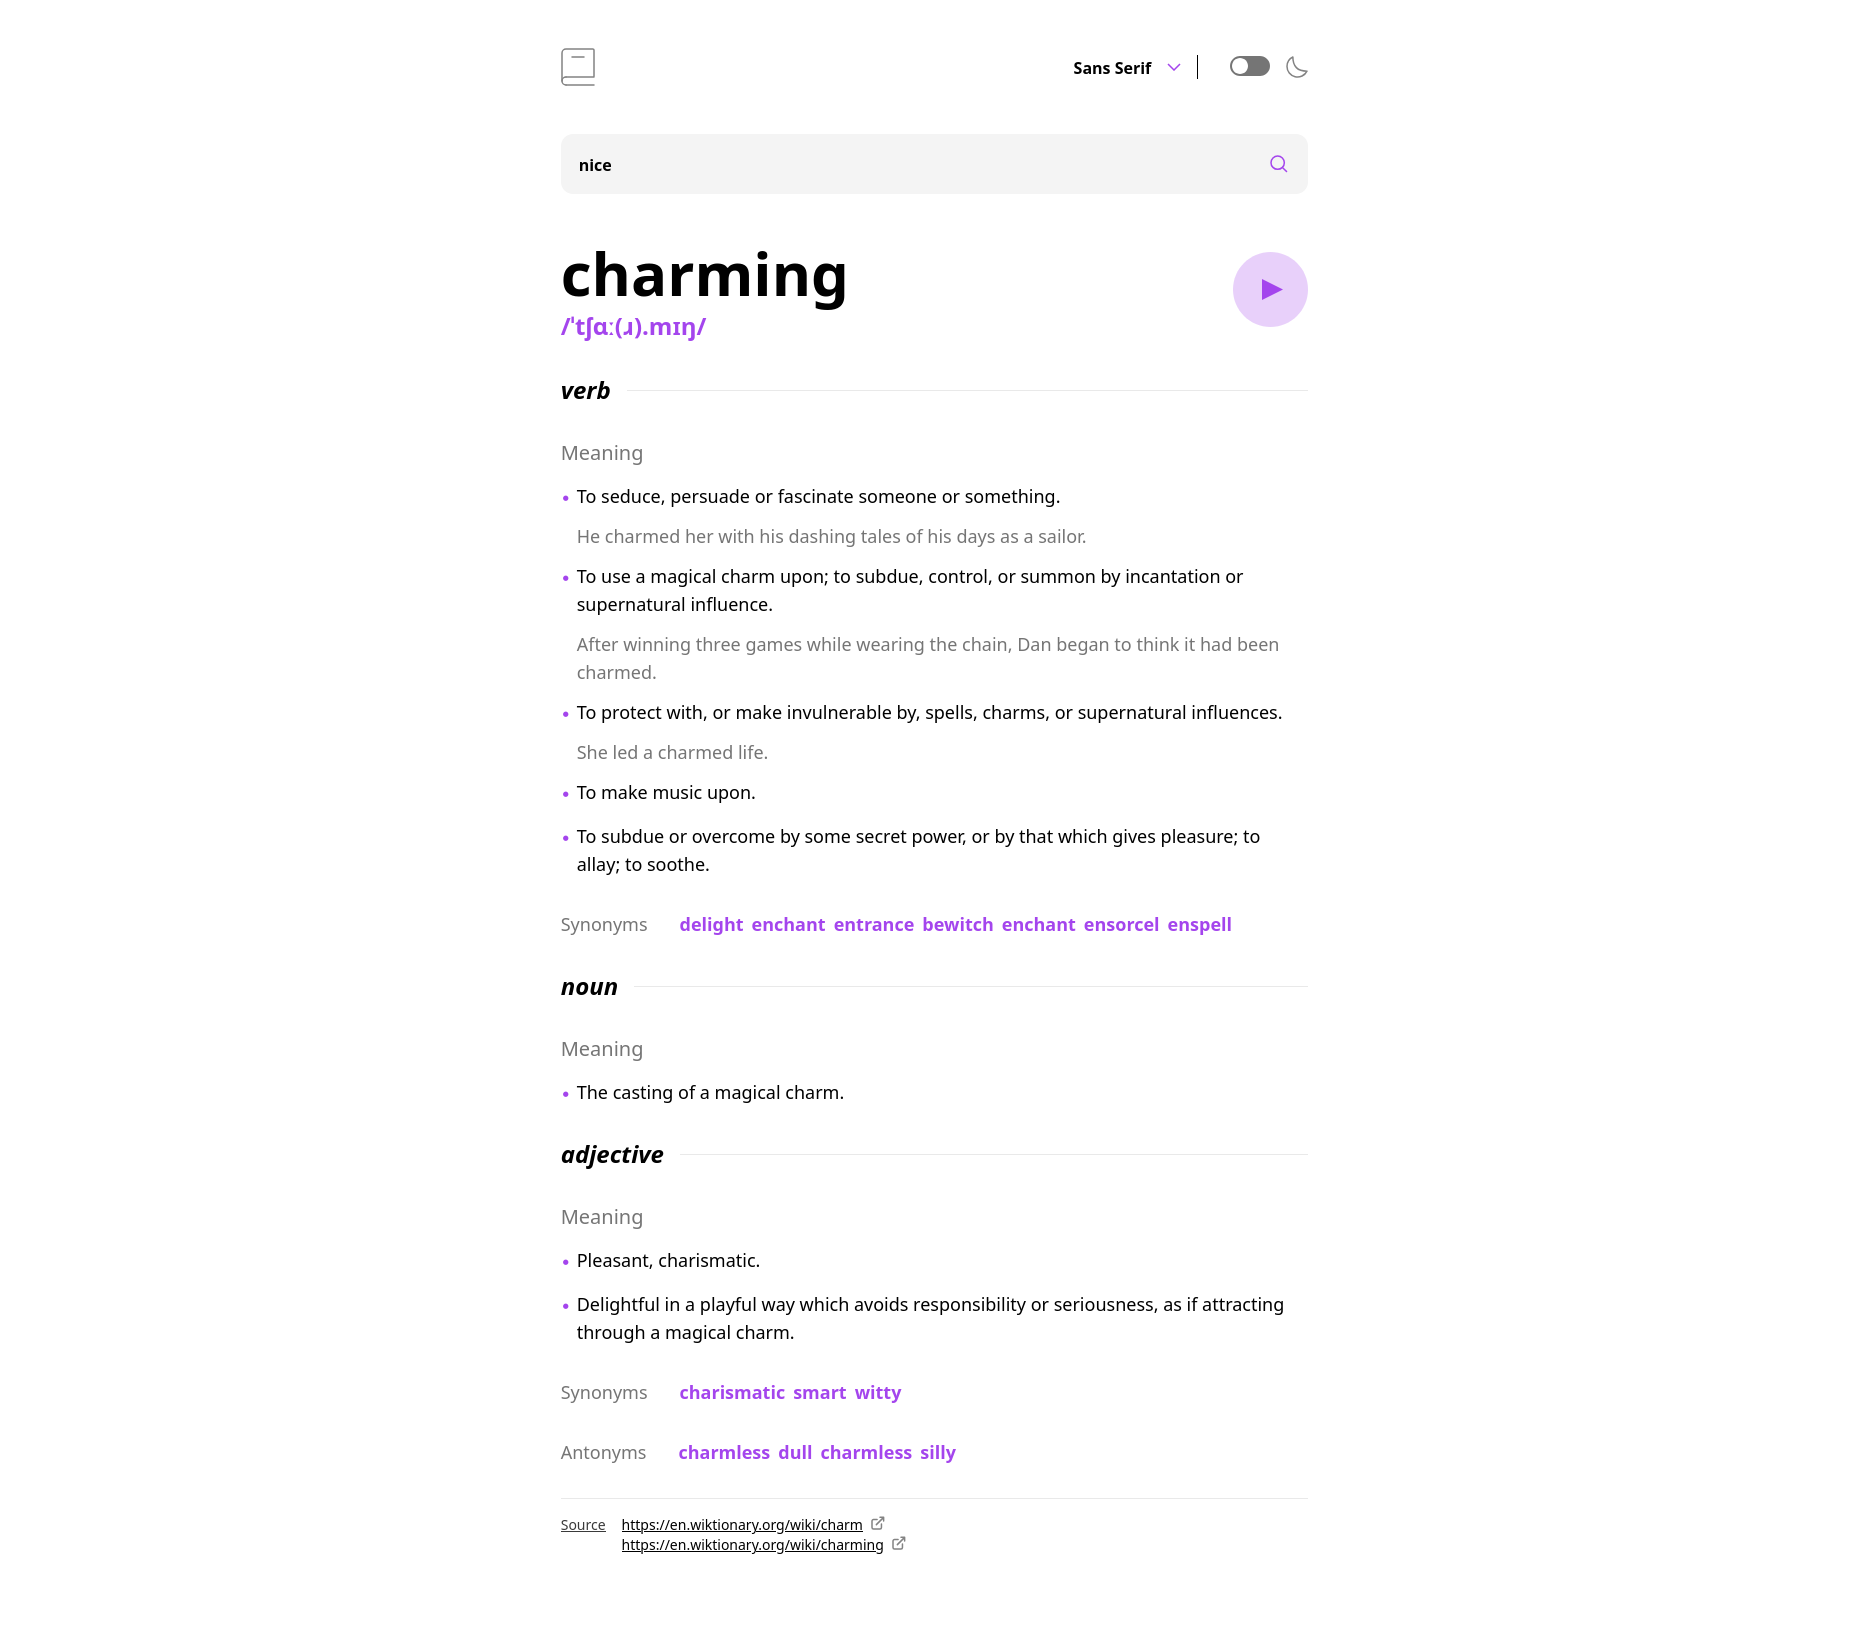 Sans Serif
nice
charming
/ˈtʃɑː(ɹ).mɪŋ/
verb
Meaning
• To seduce, persuade or fascinate someone or something.
He charmed her with his dashing tales of his days as a sailor.
• To use a magical charm upon; to subdue, control, or summon by incantation or
supernatural influence.
After winning three games while wearing the chain, Dan began to think it had been
charmed.
• To protect with, or make invulnerable by, spells, charms, or supernatural influences.
She led a charmed life.
• To make music upon.
• To subdue or overcome by some secret power, or by that which gives pleasure; to
allay; to soothe.
Synonyms delight enchant entrance bewitch enchant ensorcel enspell
noun
Meaning
• The casting of a magical charm.
adjective
Meaning
• Pleasant, charismatic.
• Delightful in a playful way which avoids responsibility or seriousness, as if attracting
through a magical charm.
Synonyms charismatic smart witty
Antonyms charmless dull charmless silly
Source https://en.wiktionary.org/wiki/charm
https://en.wiktionary.org/wiki/charming